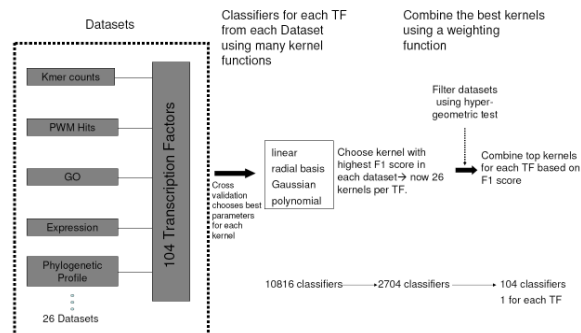 Datasets
Classifiers for each TF
from each Dataset
using many kernel
functions
Combine the best kernels
using a weighting
function
Kmer counts
PWM Hits
GO
Expression
Phylogenetic
Profile
26 Datasets
104 Transcription Factors
Cross
validation
chooses best
parameters
for each
kernel
linear
radial basis
Gaussian
polynomial
Choose kernel with
highest F1 score in
each dataset→ now 26
kernels per TF.
Filter datasets
using hyper-
geometric test
Combine top kernels
for each TF based on
F1 score
10816 classifiers
2704 classifiers
104 classifiers
1 for each TF